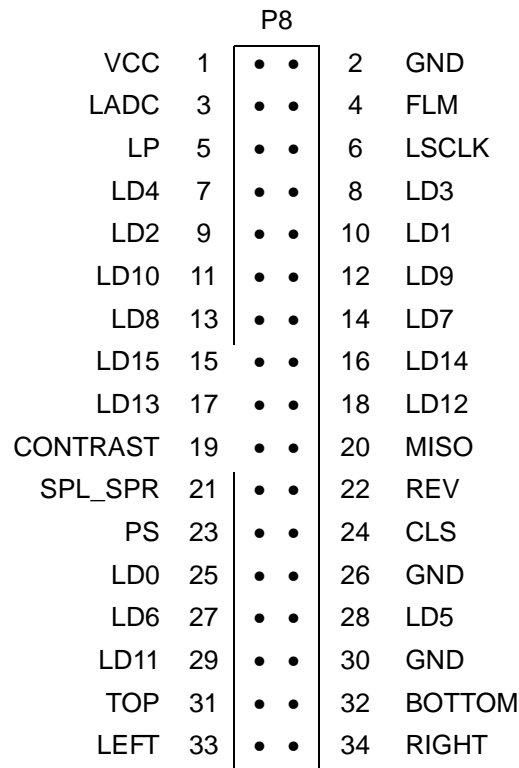 P8
VCC 1 2 GND
LADC 3 4 FLM
LP 5 6 LSCLK
LD4 7 8 LD3
LD2 9 10 LD1
LD10 11 12 LD9
LD8 13 14 LD7
LD15 15 16 LD14
LD13 17 18 LD12
CONTRAST 19 20 MISO
SPL_SPR 21 22 REV
PS 23 24 CLS
LD0 25 26 GND
LD6 27 28 LD5
LD11 29 30 GND
TOP 31 32 BOTTOM
LEFT 33 34 RIGHT